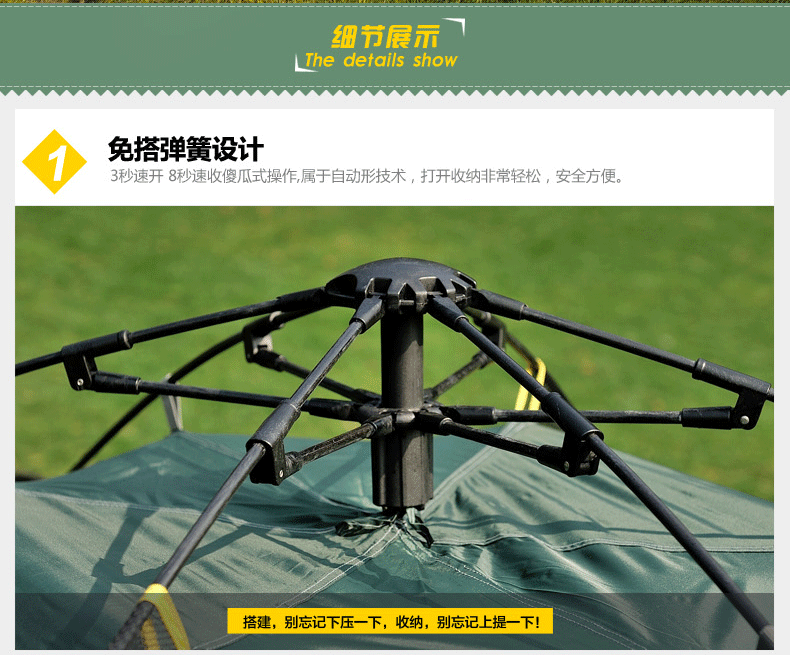 细节展示
The details show
1
免搭弹簧设计
3秒速开 8秒速收傻瓜式操作,属于自动形技术，打开收纳非常轻松，安全方便。
搭建，别忘记下压一下，收纳，别忘记上提一下!